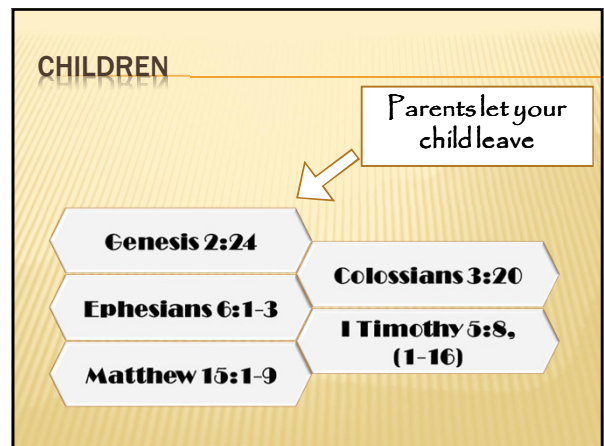 CHILDREN
Parents let your
child leave
Genesis 2:24
Colossians 3:20
Ephesians 6:1-3
I Timothy 5:8,
(1-16)
Matthew 15:1-9